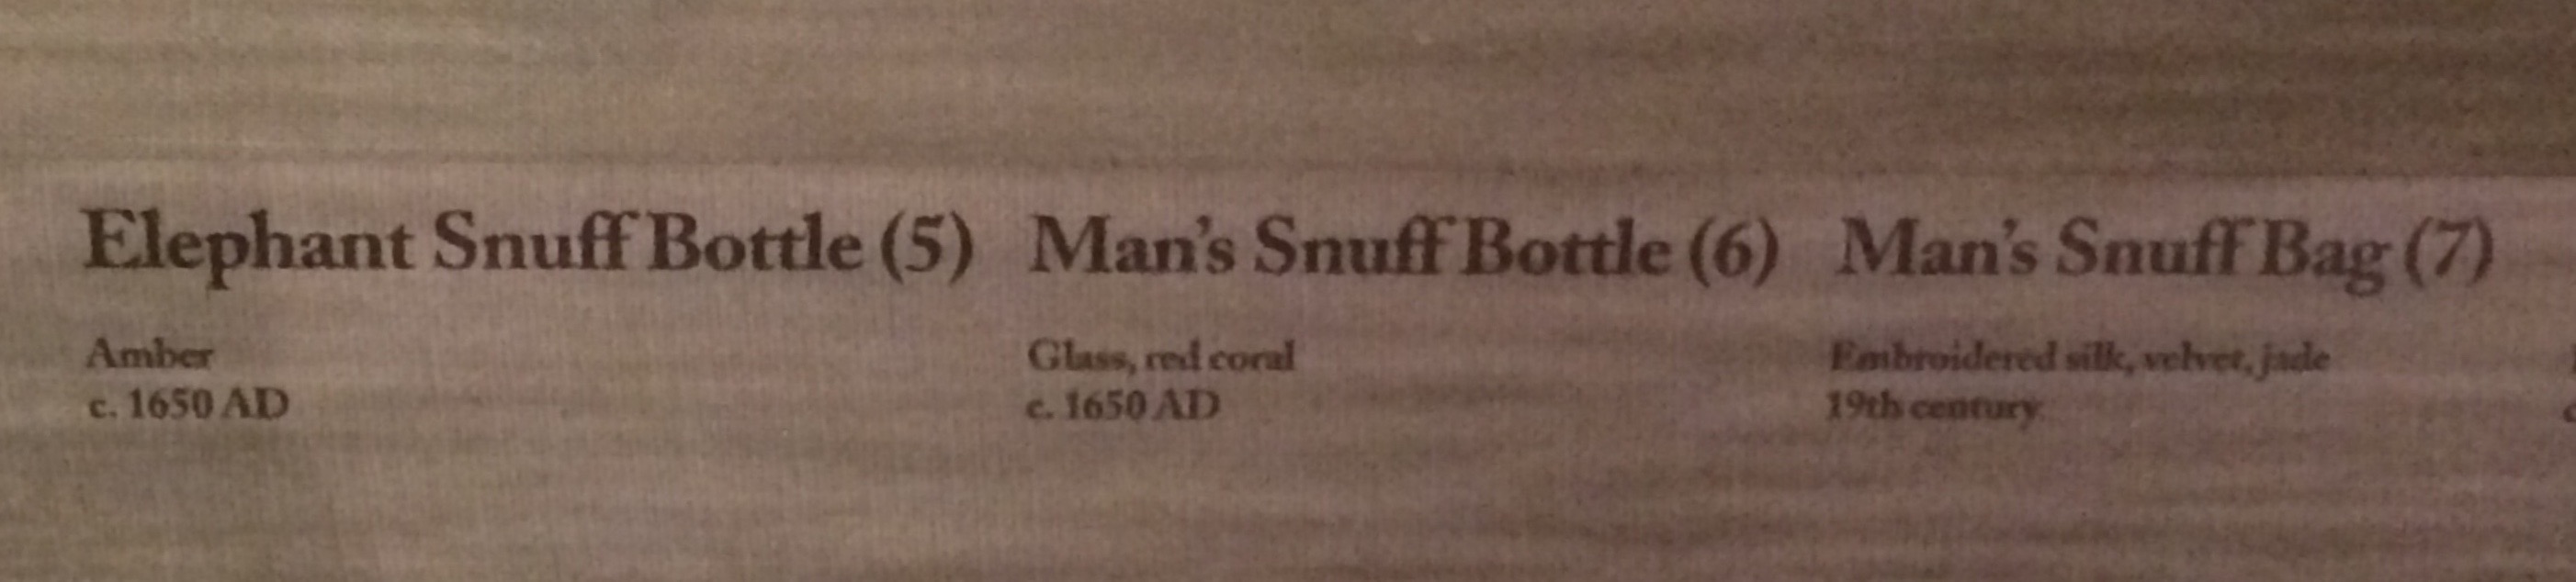 Elephant Snuff Bottle (5)
Amber
c. 1650 AD
Man's Snuff Bottle (6)
Glass, red coral
c. 1650 AD
Man's Snuff Bag (7)
Embroidered silk, velvet, jade
19th century